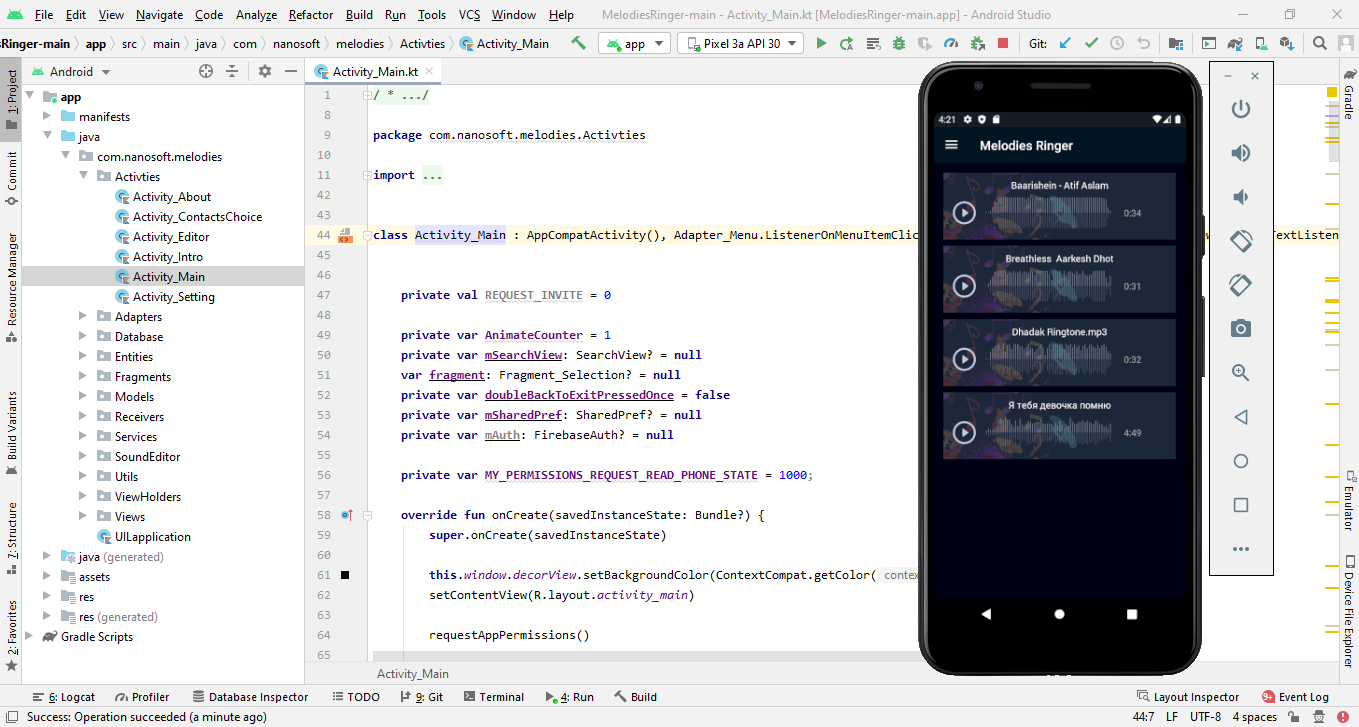 File Edit View Navigate Code Analyze Refactor Build Run Tools VCS Window Help MelodiesRinger-main - Activity_Main.kt [MelodiesRinger-main.app] - Android Studio
sRinger-main app src main java com nanosoft melodies Activties Activity_Main app Pixel 3a API 30 Git:
Android
Activity_Main.kt
1: Project
Commit
Resource Manager
Build Variants
7: Structure
2: Favorites
app
manifests
java
com.nanosoft.melodies
Activties
Activity_About
Activity_ContactsChoice
Activity_Editor
Activity_Intro
Activity_Main
Activity_Setting
Adapters
Database
Entities
Fragments
Models
Receivers
Services
SoundEditor
Utils
ViewHolders
Views
UILapplication
java (generated)
assets
res
res (generated)
Gradle Scripts
1 / * .../
8
9 package com.nanosoft.melodies.Activties
10
11 import ...
42
43
44 class Activity_Main : AppCompatActivity(), Adapter_Menu.ListenerOnMenuItemClic TextListen
45
46
47 private val REQUEST_INVITE = 0
48
49 private var AnimateCounter = 1
50 private var mSearchView: SearchView? = null
51 var fragment: Fragment_Selection? = null
52 private var doubleBackToExitPressedOnce = false
53 private var mSharedPref: SharedPref? = null
54 private var mAuth: FirebaseAuth? = null
55
56 private var MY_PERMISSIONS_REQUEST_READ_PHONE_STATE = 1000;
57
58 override fun onCreate(savedInstanceState: Bundle?) {
59 super.onCreate(savedInstanceState)
60
61 this.window.decorView.setBackgroundColor(ContextCompat.getColor( contex
62 setContentView(R.layout.activity_main)
63
64 requestAppPermissions()
65
Activity_Main
4:21
Melodies Ringer
Baarishein - Atif Aslam
0:34
Breathless Aarkesh Dhot
0:31
Dhadak Ringtone.mp3
0:32
Я тебя девочка помню
4:49
Gradle
Emulator
Device File Explorer
6: Logcat Profiler Database Inspector TODO 9: Git Terminal 4: Run Build Layout Inspector 9+ Event Log
Success: Operation succeeded (a minute ago) 44:7 LF UTF-8 4 spaces